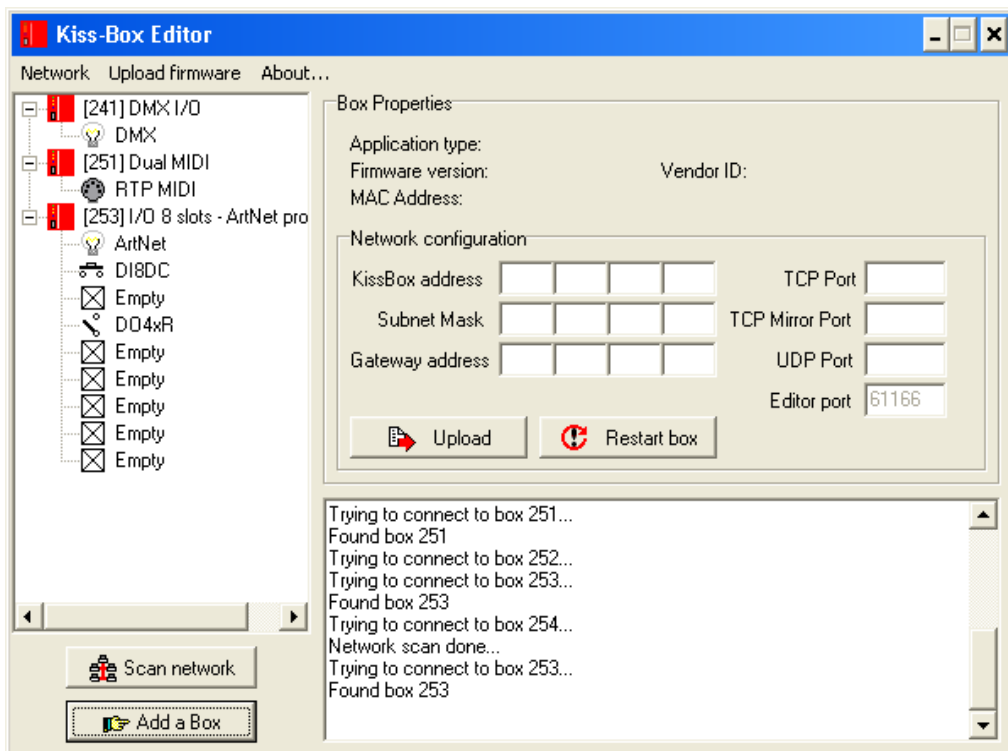 Kiss-Box Editor
Network Upload firmware About...
[241] DMX I/O
DMX
[251] Dual MIDI
RTP MIDI
[253] I/O 8 slots - ArtNet pro
ArtNet
DI8DC
Empty
DO4xR
Empty
Empty
Empty
Empty
Empty
Scan network
Add a Box
Box Properties
Application type:
Firmware version: Vendor ID:
MAC Address:
Network configuration
KissBox address TCP Port
Subnet Mask TCP Mirror Port
Gateway address UDP Port
Editor port 61166
Upload Restart box
Trying to connect to box 251...
Found box 251
Trying to connect to box 252...
Trying to connect to box 253...
Found box 253
Trying to connect to box 254...
Network scan done...
Trying to connect to box 253...
Found box 253